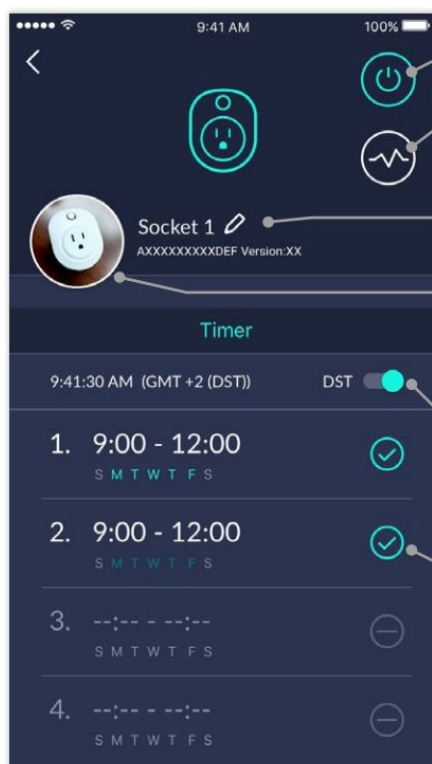 9:41 AM
100%
Socket 1
AXXXXXXXXXDEF Version:XX
Timer
9:41:30 AM (GMT +2 (DST)) DST
1. 9:00 - 12:00
S M T W T F S
2. 9:00 - 12:00
S M T W T F S
3. --:-- - --:--
S M T W T F S
4. --:-- - --:--
S M T W T F S